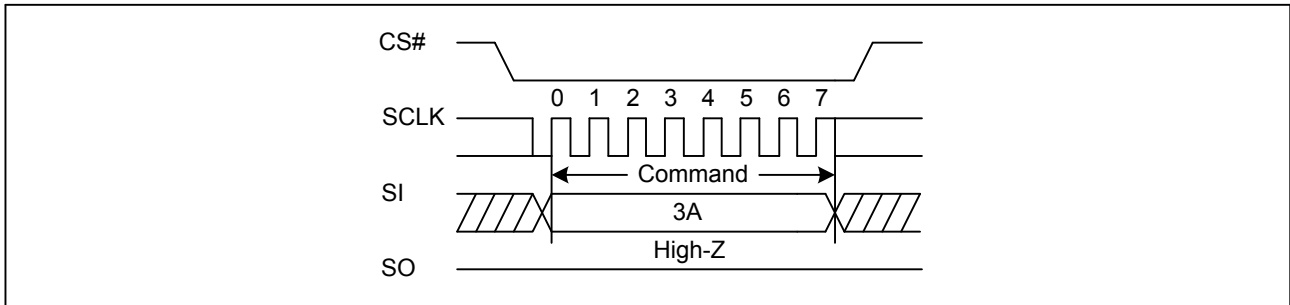 CS#
0 1 2 3 4 5 6 7
SCLK
Command
SI
3A
High-Z
SO